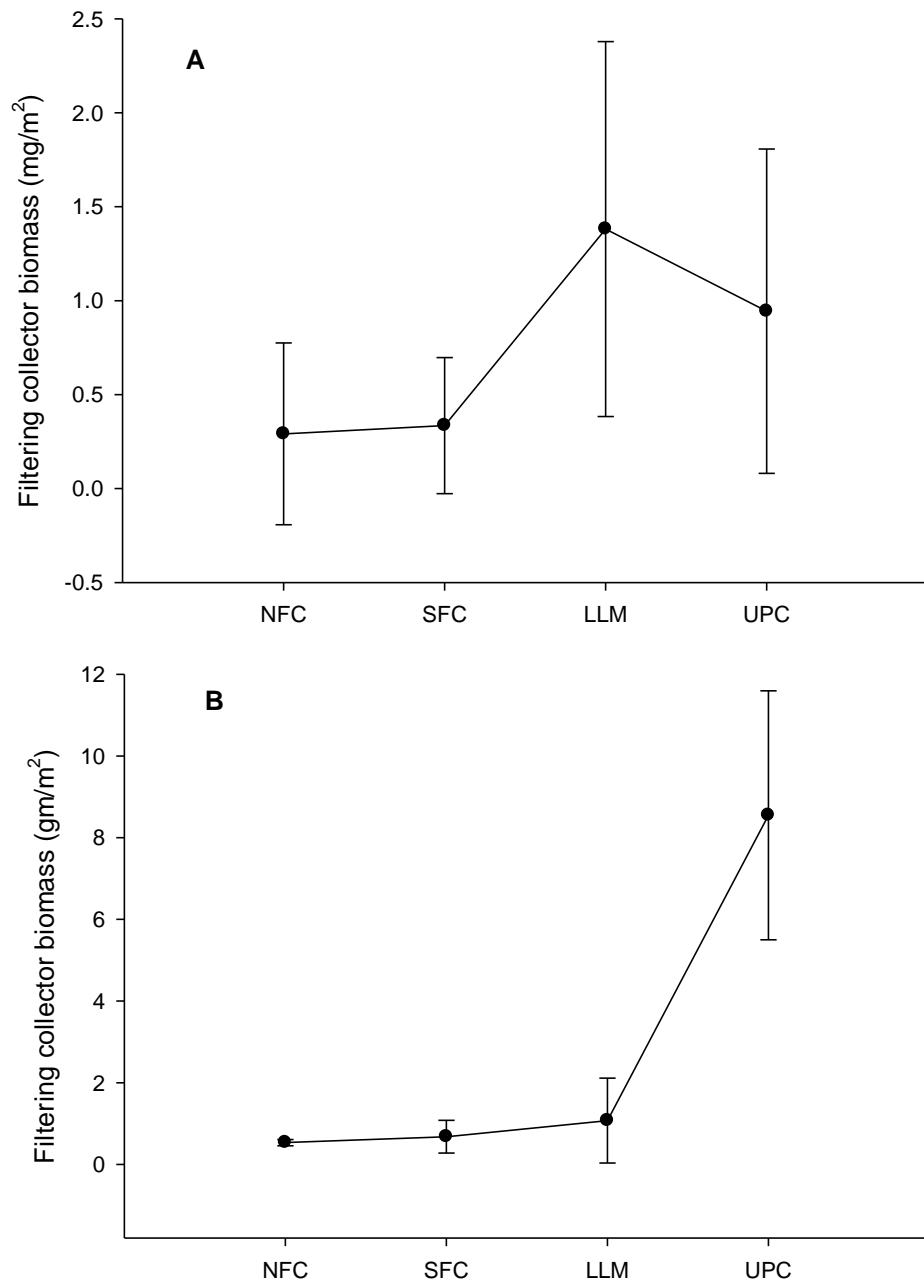 A
Filtering collector biomass (mg/m²)
2.5
2.0
1.5
1.0
0.5
0.0
-0.5
NFC SFC LLM UPC
B
Filtering collector biomass (gm/m²)
12
10
8
6
4
2
0
NFC SFC LLM UPC